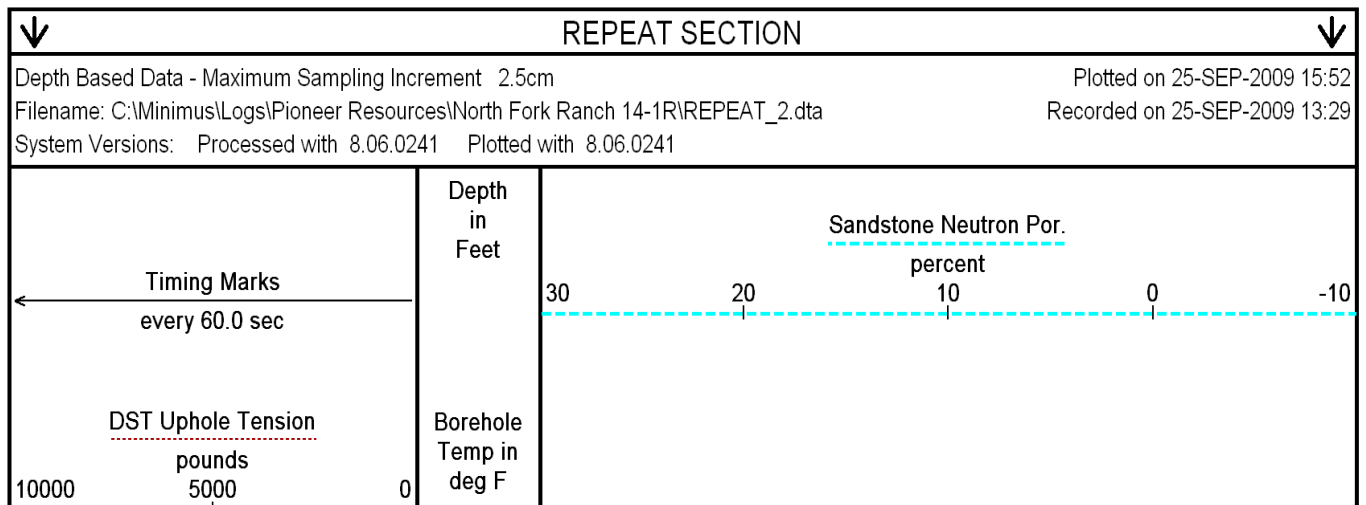 REPEAT SECTION
Depth Based Data - Maximum Sampling Increment 2.5cm
Plotted on 25-SEP-2009 15:52
Filename: C:\Minimus\Logs\Pioneer Resources\North Fork Ranch 14-1R\REPEAT_2.dta
Recorded on 25-SEP-2009 13:29
System Versions: Processed with 8.06.0241 Plotted with 8.06.0241
Timing Marks
every 60.0 sec
DST Uphole Tension
pounds
10000 5000 0
Depth
in
Feet
Borehole
Temp in
deg F
Sandstone Neutron Por.
percent
30 20 10 0 -10